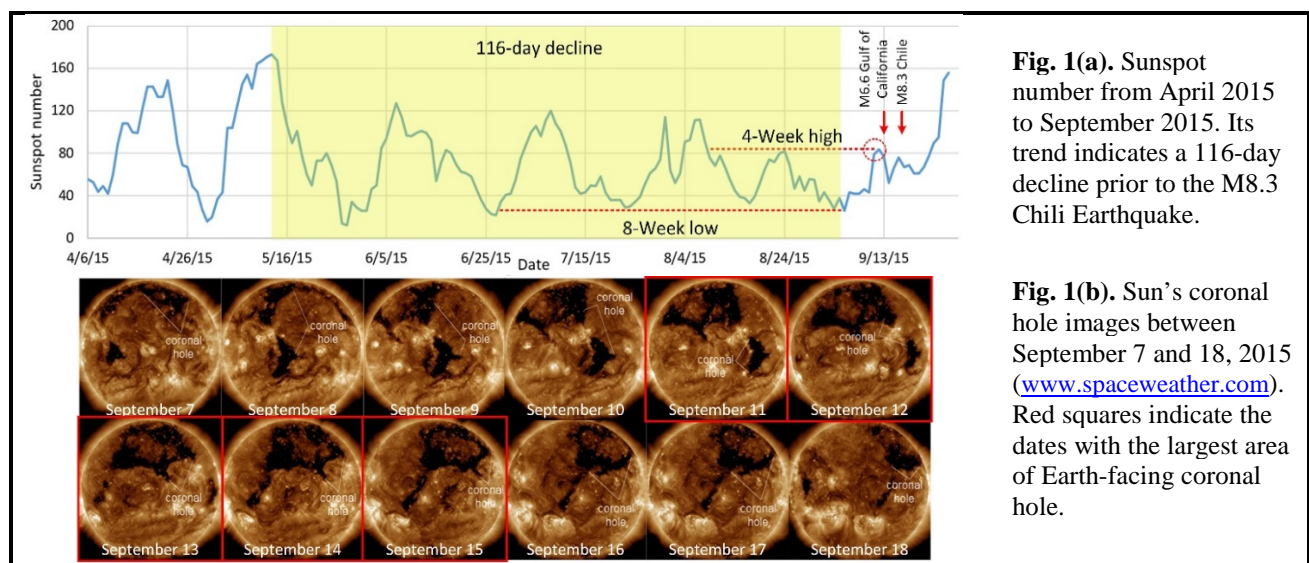 200
160
120
80
40
0
Sunspot number
116-day decline
4-Week high
8-Week low
M6.6 Gulf of
California
M8.3 Chile
4/6/15 4/26/15 5/16/15 6/5/15 6/25/15 7/15/15 8/4/15 8/24/15 9/13/15
Date
Fig. 1(a). Sunspot
number from April 2015
to September 2015. Its
trend indicates a 116-day
decline prior to the M8.3
Chili Earthquake.
coronal
hole
September 7
coronal
hole
September 8
coronal
hole
September 9
coronal
hole
September 10
coronal
hole
September 11
coronal
hole
September 12
coronal
hole
September 13
coronal
hole
September 14
coronal
hole
September 15
coronal
hole
September 16
coronal
hole
September 17
coronal
hole
September 18
Fig. 1(b). Sun's coronal
hole images between
September 7 and 18, 2015
(www.spaceweather.com).
Red squares indicate the
dates with the largest area
of Earth-facing coronal
hole.